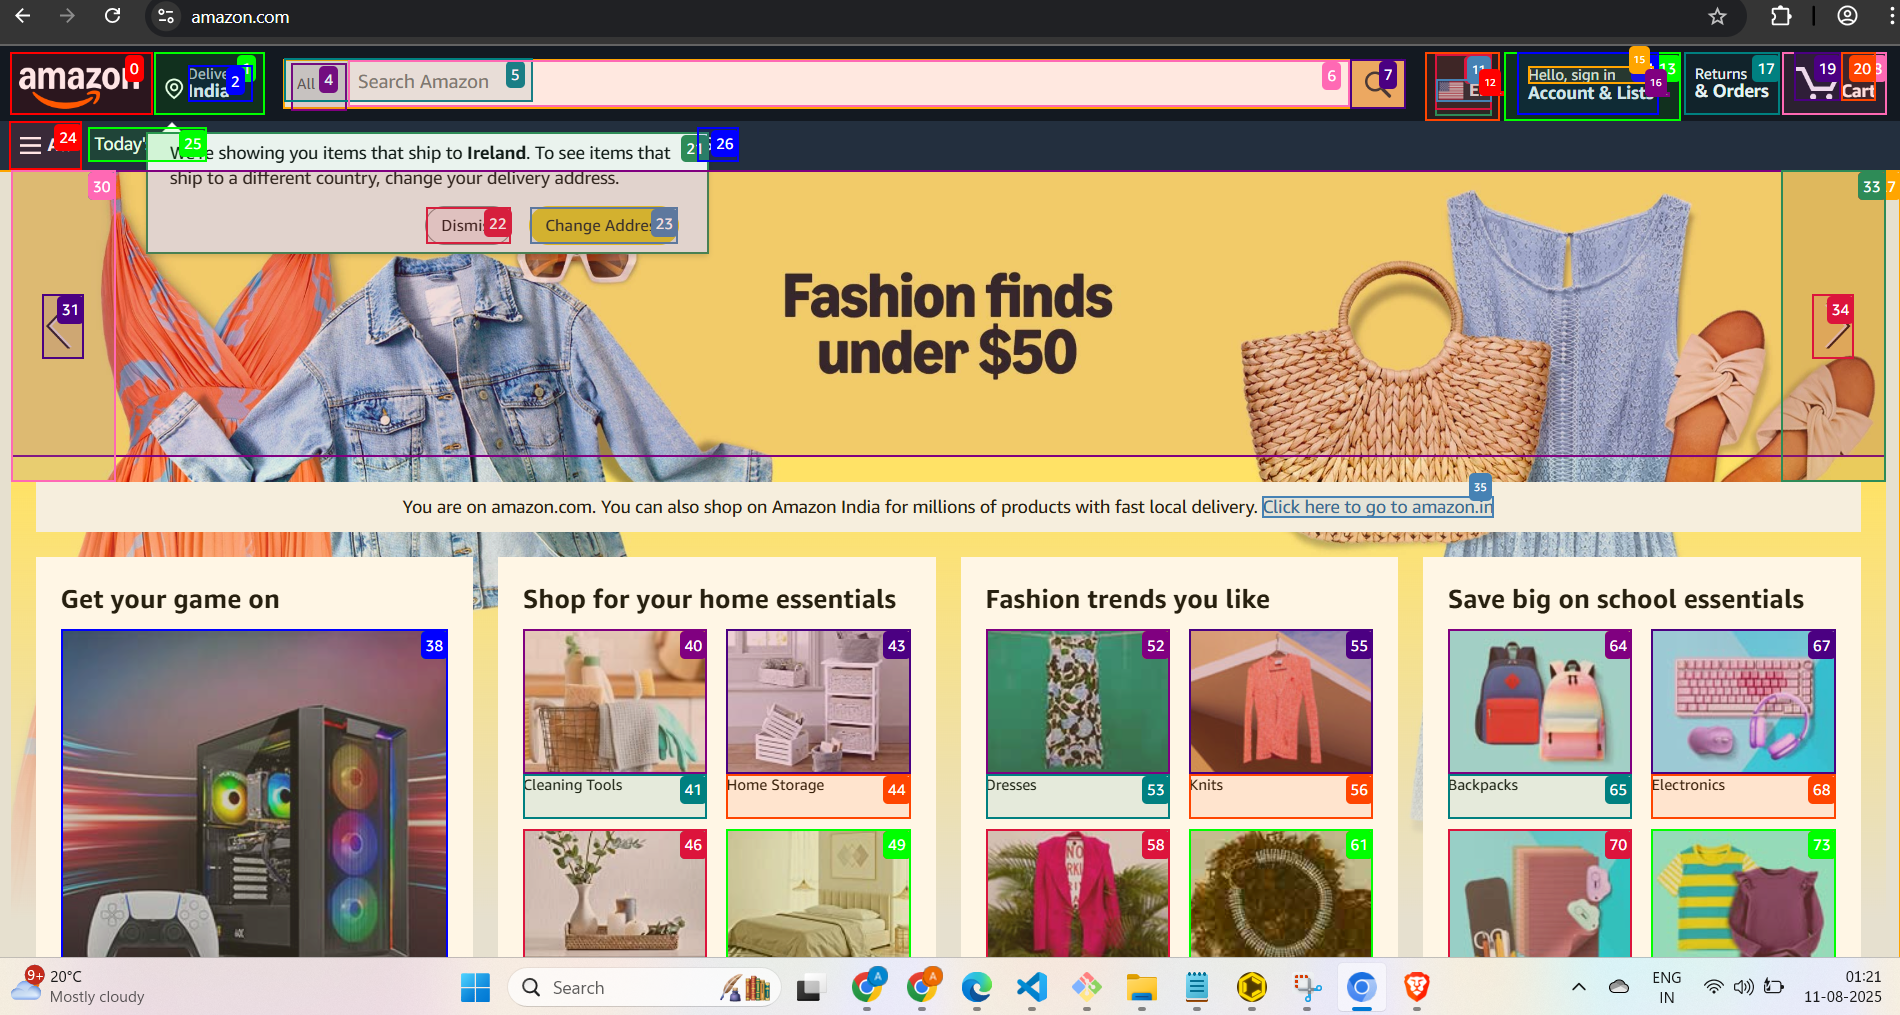 amazon.com
amazon 0
Delive 2
India
All 4
Search Amazon 5
6
7
11
12
Hello, sign in 15
Account & Lists 16
13
Returns 17
& Orders
19
20
Cart
24
Today' 25
We're showing you items that ship to Ireland. To see items that
ship to a different country, change your delivery address.
21
26
Dismi 22
Change Addre 23
30
33
31
34
Fashion finds
under $50
35
You are on amazon.com. You can also shop on Amazon India for millions of products with fast local delivery. Click here to go to amazon.in
Get your game on
38
Shop for your home essentials
40
43
Cleaning Tools 41
Home Storage 44
46
49
Fashion trends you like
52
55
Dresses 53
Knits 56
58
61
Save big on school essentials
64
67
Backpacks 65
Electronics 68
70
73
9+
20°C
Mostly cloudy
Search
A
A
ENG
IN
01:21
11-08-2025